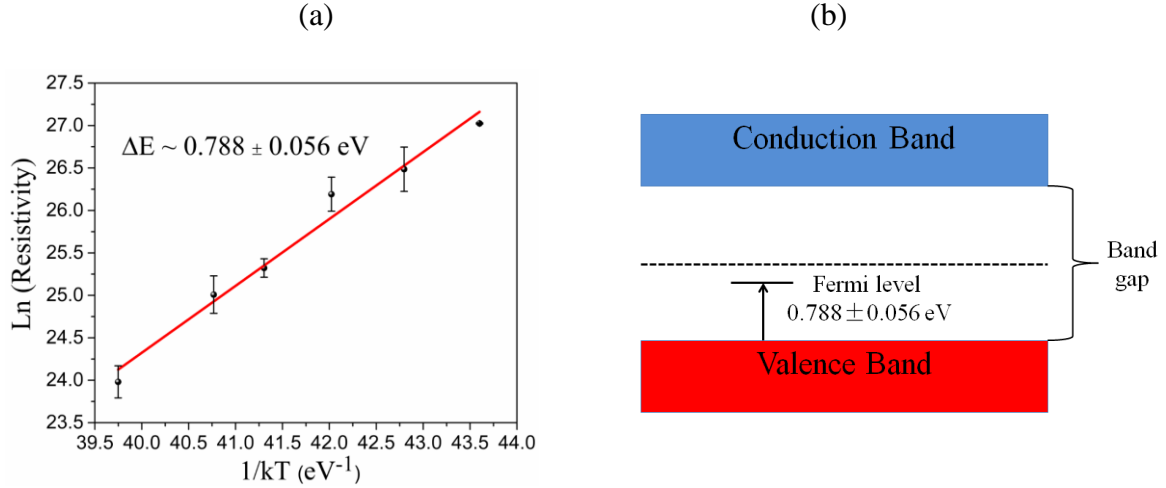 (a)
(b)
27.5
27.0
26.5
26.0
25.5
25.0
24.5
24.0
23.5
Ln (Resistivity)
ΔE ~ 0.788 ± 0.056 eV
39.5 40.0 40.5 41.0 41.5 42.0 42.5 43.0 43.5 44.0
1/kT (eV⁻¹)
Conduction Band
Fermi level
0.788±0.056 eV
Valence Band
Band
gap